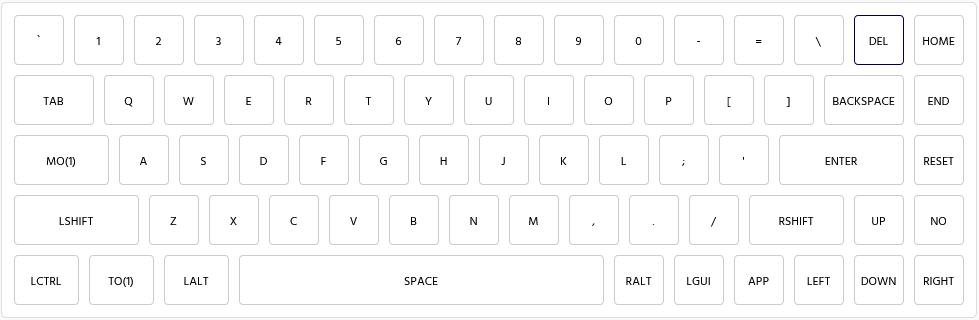 ` 1 2 3 4 5 6 7 8 9 0 - = \ DEL HOME
TAB Q W E R T Y U I O P [ ] BACKSPACE END
MO(1) A S D F G H J K L ; ' ENTER RESET
LSHIFT Z X C V B N M , . / RSHIFT UP NO
LCTRL TO(1) LALT SPACE RALT LGUI APP LEFT DOWN RIGHT